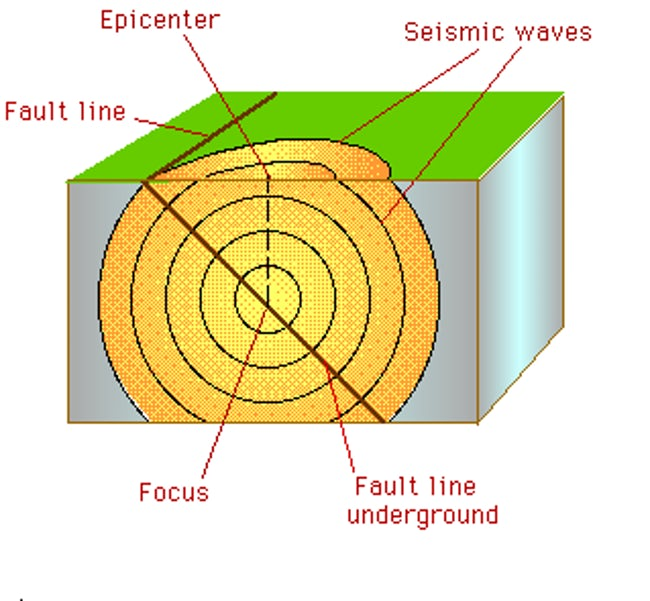 Epicenter
Seismic waves
Fault line
Focus
Fault line
underground